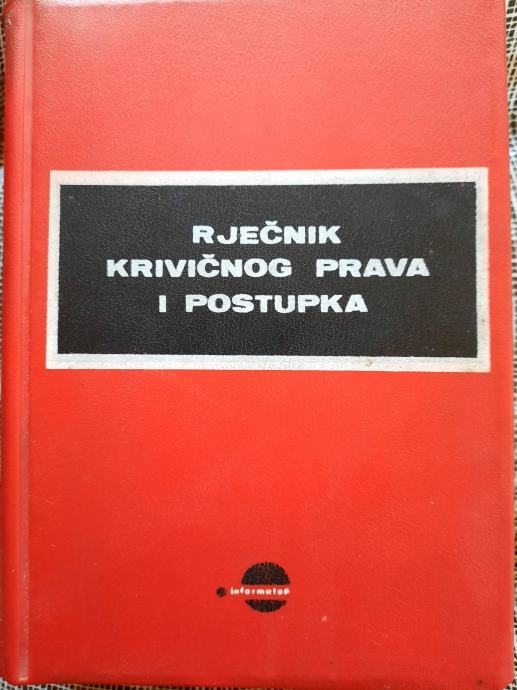 RJEČNIK
KRIVIČNOG PRAVA
I POSTUPKA
informator